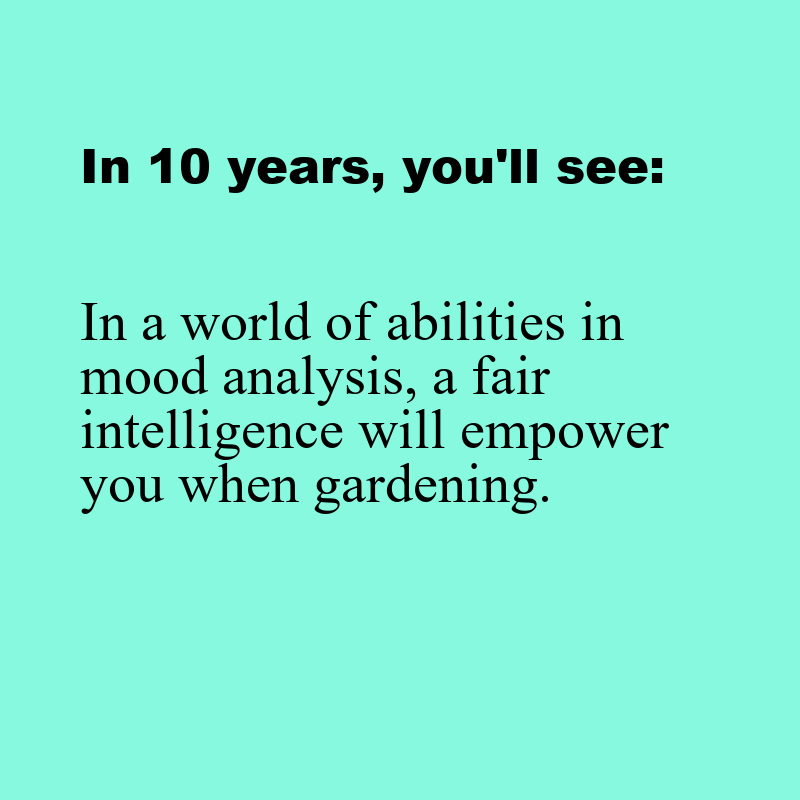 In 10 years, you'll see:
In a world of abilities in
mood analysis, a fair
intelligence will empower
you when gardening.